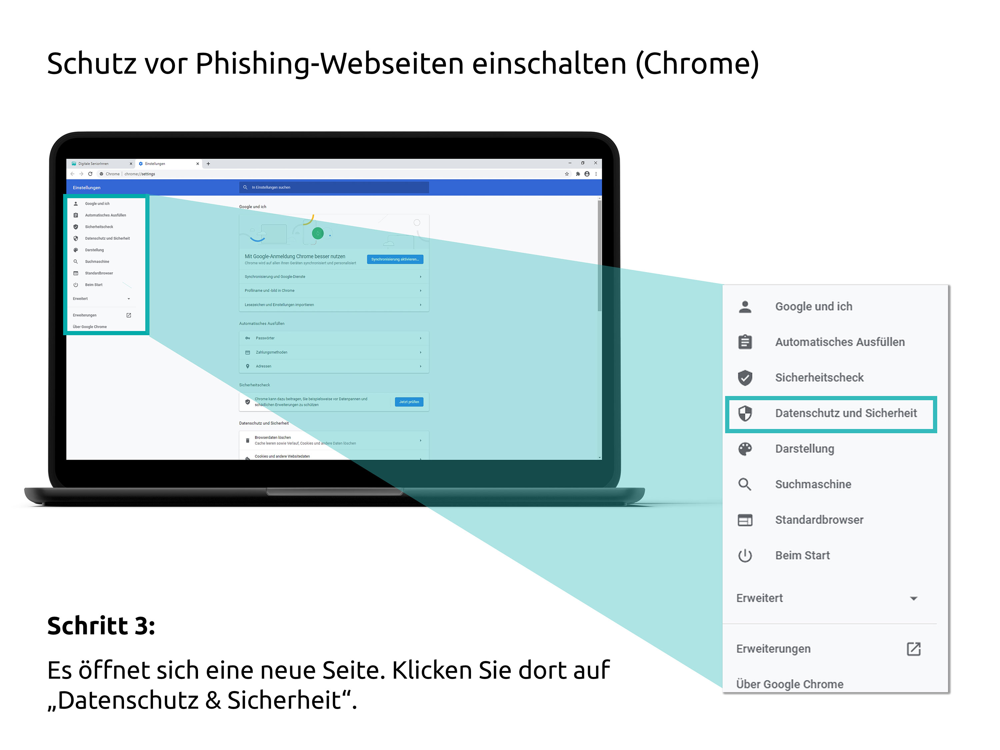 Schutz vor Phishing-Webseiten einschalten (Chrome)
Digitale SeniorInnen
Einstellungen
Chrome | chrome://settings
Einstellungen
In Einstellungen suchen
Google und ich
Automatisches Ausfüllen
Sicherheitscheck
Datenschutz und Sicherheit
Darstellung
Suchmaschine
Standardbrowser
Beim Start
Erweitert
Erweiterungen
Über Google Chrome
Google und ich
Mit Google-Anmeldung Chrome besser nutzen
Chrome wird auf allen Ihren Geräten synchronisiert und personalisiert
Synchronisierung aktivieren...
Synchronisierung und Google-Dienste
Profilname und -bild in Chrome
Lesezeichen und Einstellungen importieren
Automatisches Ausfüllen
Passwörter
Zahlungsmethoden
Adressen
Sicherheitscheck
Chrome kann dazu beitragen, Sie beispielsweise vor Datenpannen und
schädlichen Erweiterungen zu schützen
Jetzt prüfen
Datenschutz und Sicherheit
Browserdaten löschen
Cache leeren sowie Verlauf, Cookies und andere Daten löschen
Cookies und andere Websitedaten
Google und ich
Automatisches Ausfüllen
Sicherheitscheck
Datenschutz und Sicherheit
Darstellung
Suchmaschine
Standardbrowser
Beim Start
Erweitert
Erweiterungen
Über Google Chrome
Schritt 3:
Es öffnet sich eine neue Seite. Klicken Sie dort auf
„Datenschutz & Sicherheit“.